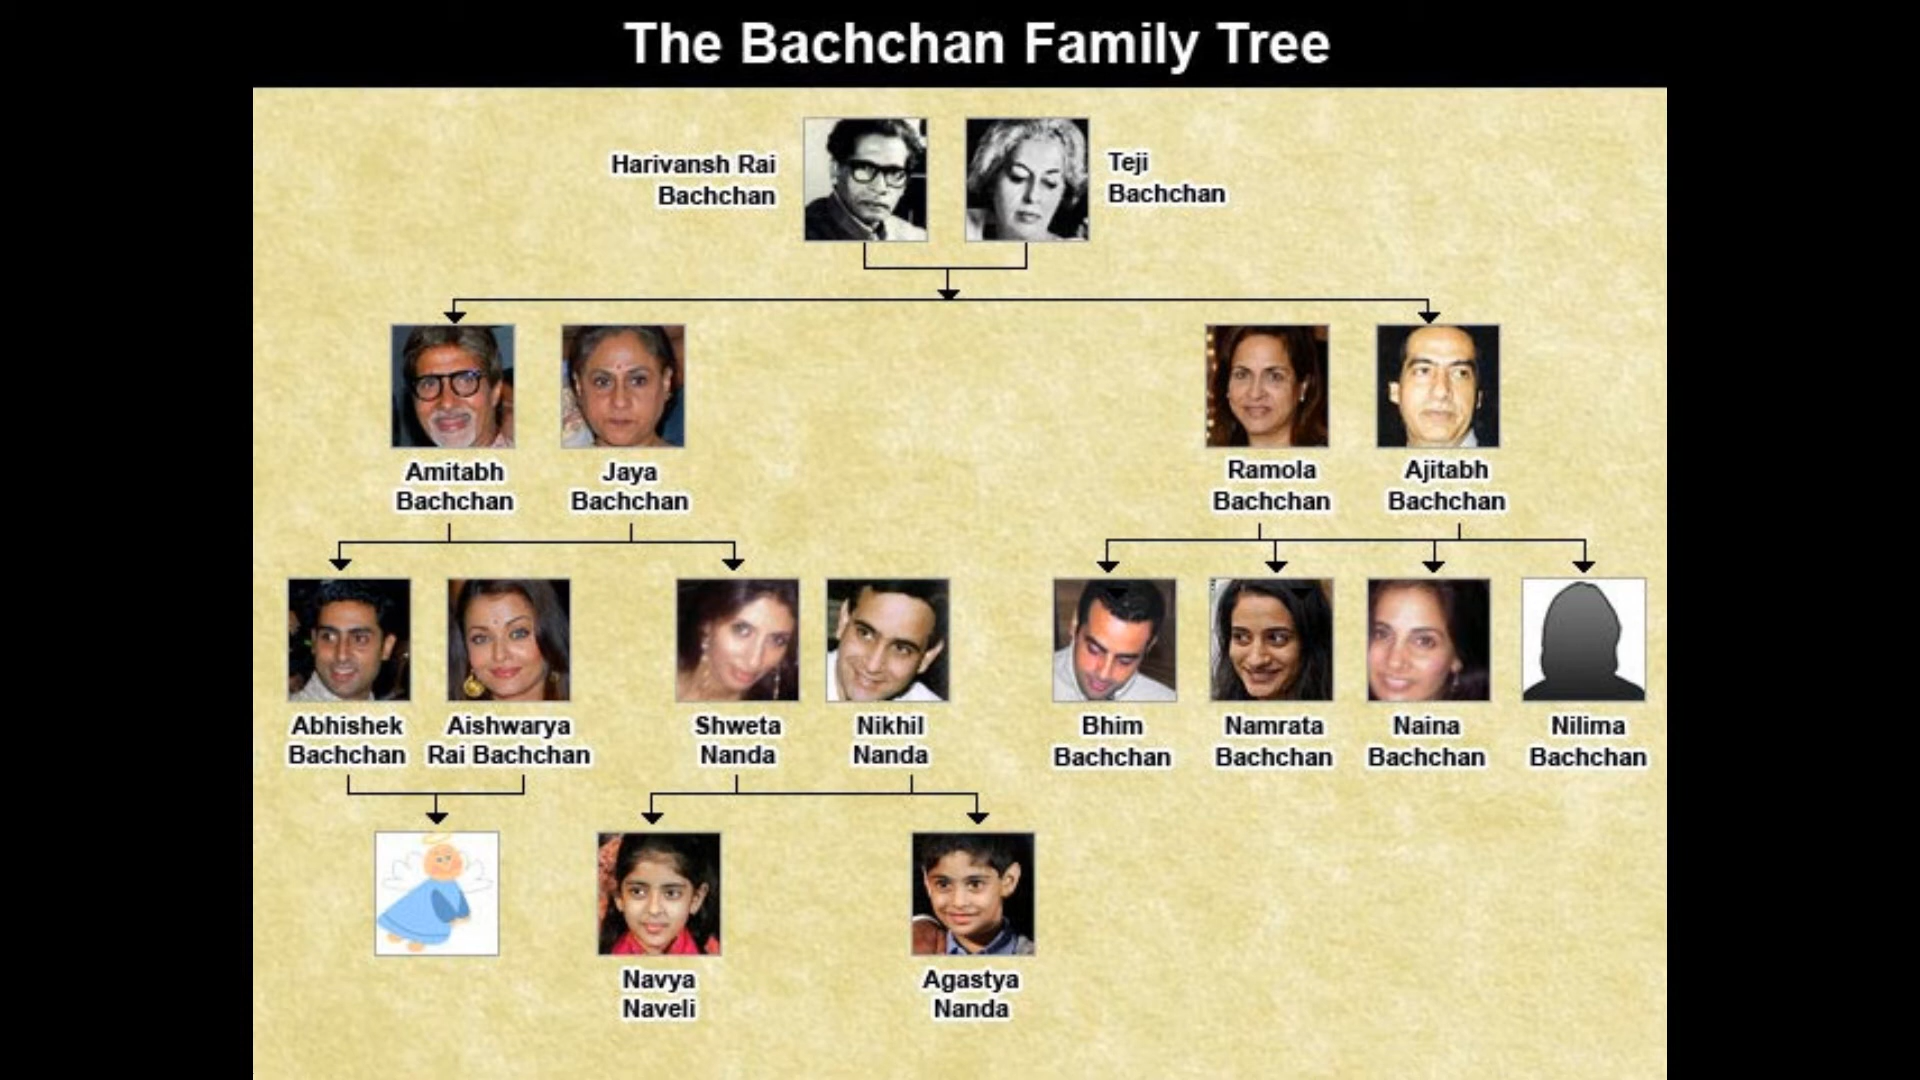 The Bachchan Family Tree
Harivansh Rai
Bachchan
Teji
Bachchan
Amitabh
Bachchan
Jaya
Bachchan
Ramola
Bachchan
Ajitabh
Bachchan
Abhishek
Bachchan
Aishwarya
Rai Bachchan
Shweta
Nanda
Nikhil
Nanda
Bhim
Bachchan
Namrata
Bachchan
Naina
Bachchan
Nilima
Bachchan
Navya
Naveli
Agastya
Nanda